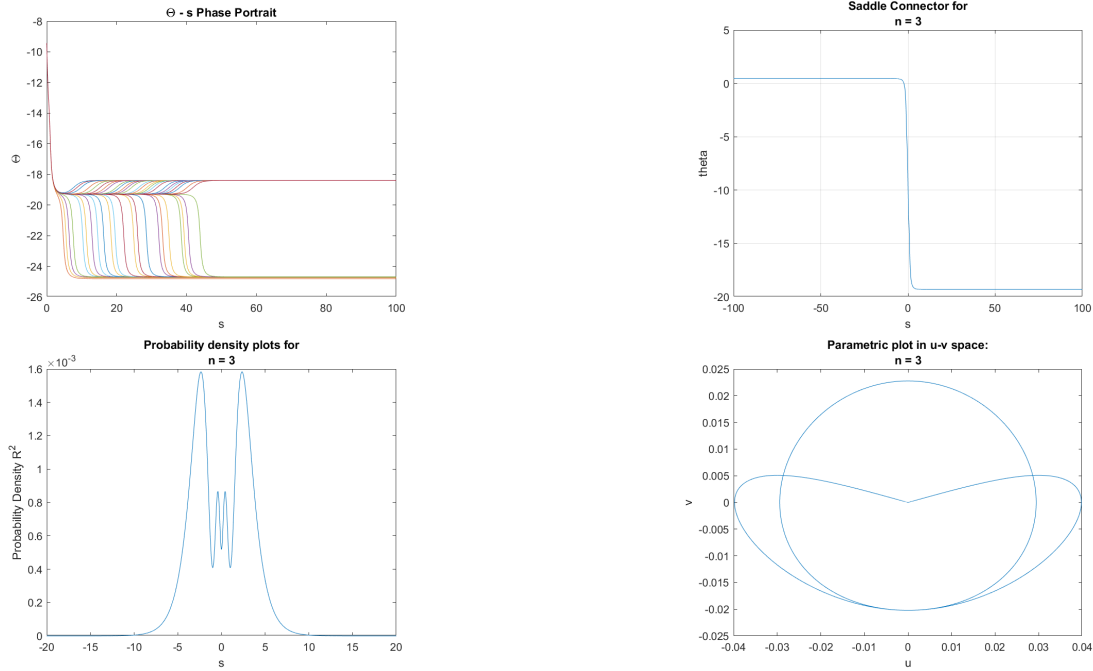 Θ - s Phase Portrait
-8
-10
-12
-14
-16
-18
-20
-22
-24
-26
Θ
0 20 40 60 80 100
s
Saddle Connector for
n = 3
5
0
-5
-10
-15
-20
theta
-100 -50 0 50 100
s
Probability density plots for
n = 3
×10-3
1.6
1.4
1.2
1
0.8
0.6
0.4
0.2
0
Probability Density R2
-20 -15 -10 -5 0 5 10 15 20
s
Parametric plot in u-v space:
n = 3
0.025
0.02
0.015
0.01
0.005
0
-0.005
-0.01
-0.015
-0.02
-0.025
v
-0.04 -0.03 -0.02 -0.01 0 0.01 0.02 0.03 0.04
u